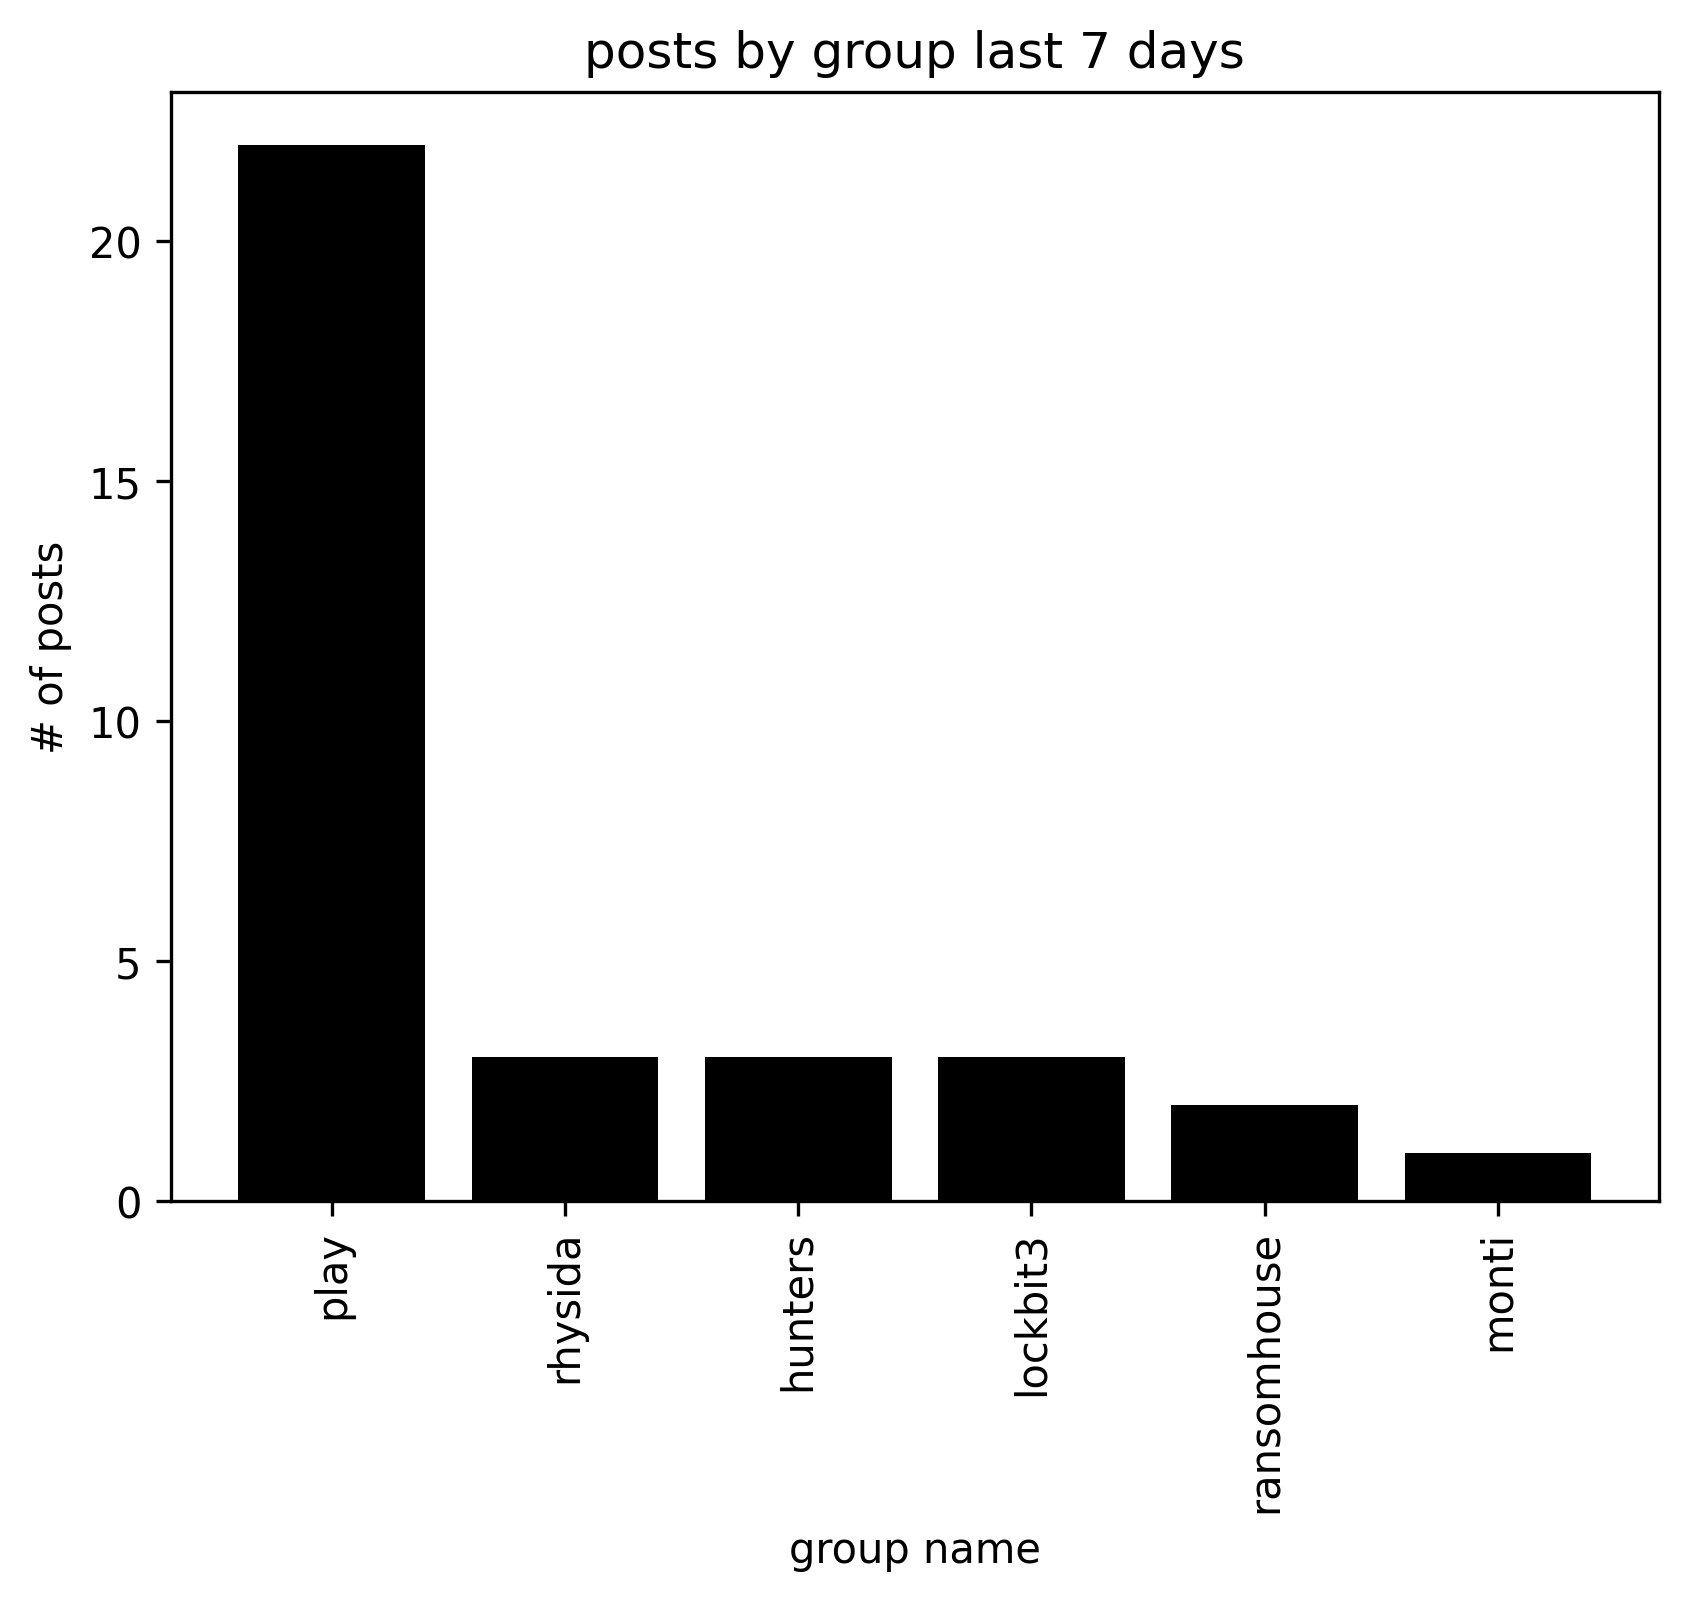 posts by group last 7 days
# of posts
20
15
10
5
0
play
rhysida
hunters
lockbit3
ransomhouse
monti
group name